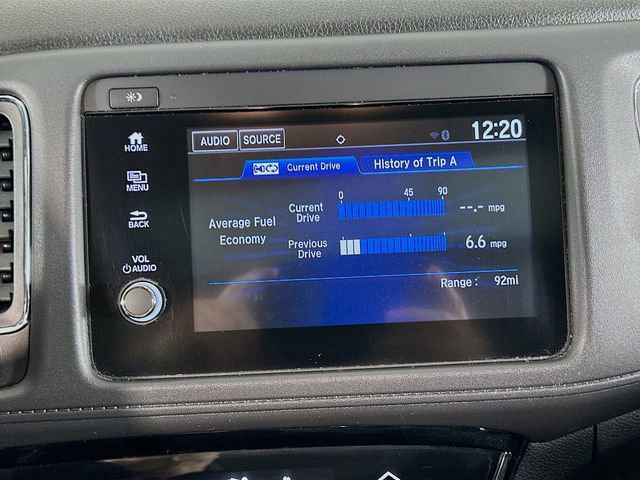 HOME
MENU
BACK
VOL
AUDIO
AUDIO SOURCE 12:20
Current Drive History of Trip A
0 45 90
Average Fuel
Economy
Current
Drive
--.- mpg
Previous
Drive
6.6 mpg
Range : 92mi